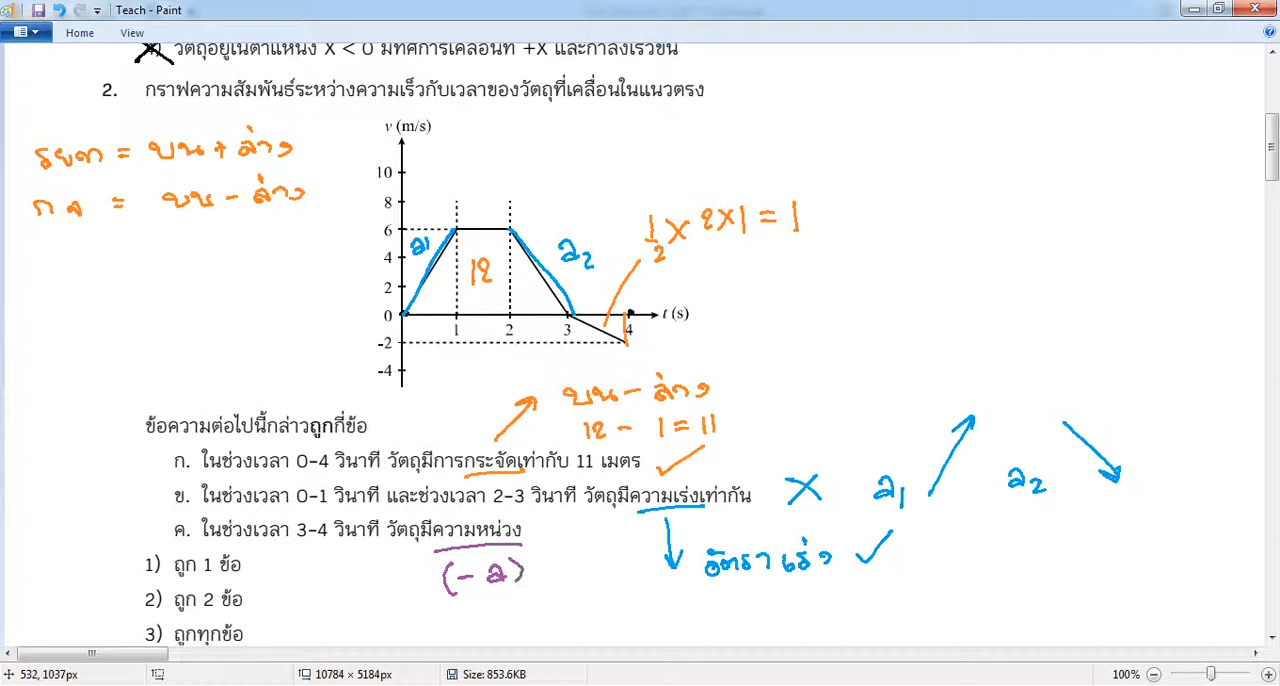 Teach - Paint
Home View
4) วัตถุอยู่ในตำแหน่ง X < 0 มีทิศการเคลื่อนที่ +X และกำลังเร็วขึ้น
2. กราฟความสัมพันธ์ระหว่างความเร็วกับเวลาของวัตถุที่เคลื่อนในแนวตรง
v (m/s)
ระยะทาง = บน + ล่าง
กจ = บน - ล่าง
10
8
6
4
2
0
-2
-4
1 2 3 4 t (s)
a1
12
a2
1/2 x 2 x 1 = 1
บน - ล่าง
12 - 1 = 11
ข้อความต่อไปนี้กล่าวถูกกี่ข้อ
ก. ในช่วงเวลา 0-4 วินาที วัตถุมีการกระจัดเท่ากับ 11 เมตร
ข. ในช่วงเวลา 0-1 วินาที และช่วงเวลา 2-3 วินาที วัตถุมีความเร่งเท่ากัน
a1 a2
ค. ในช่วงเวลา 3-4 วินาที วัตถุมีความหน่วง
(- a)
อัตราเร่ง
1) ถูก 1 ข้อ
2) ถูก 2 ข้อ
3) ถูกทุกข้อ
532, 1037px 10784 × 5184px Size: 853.6KB 100%